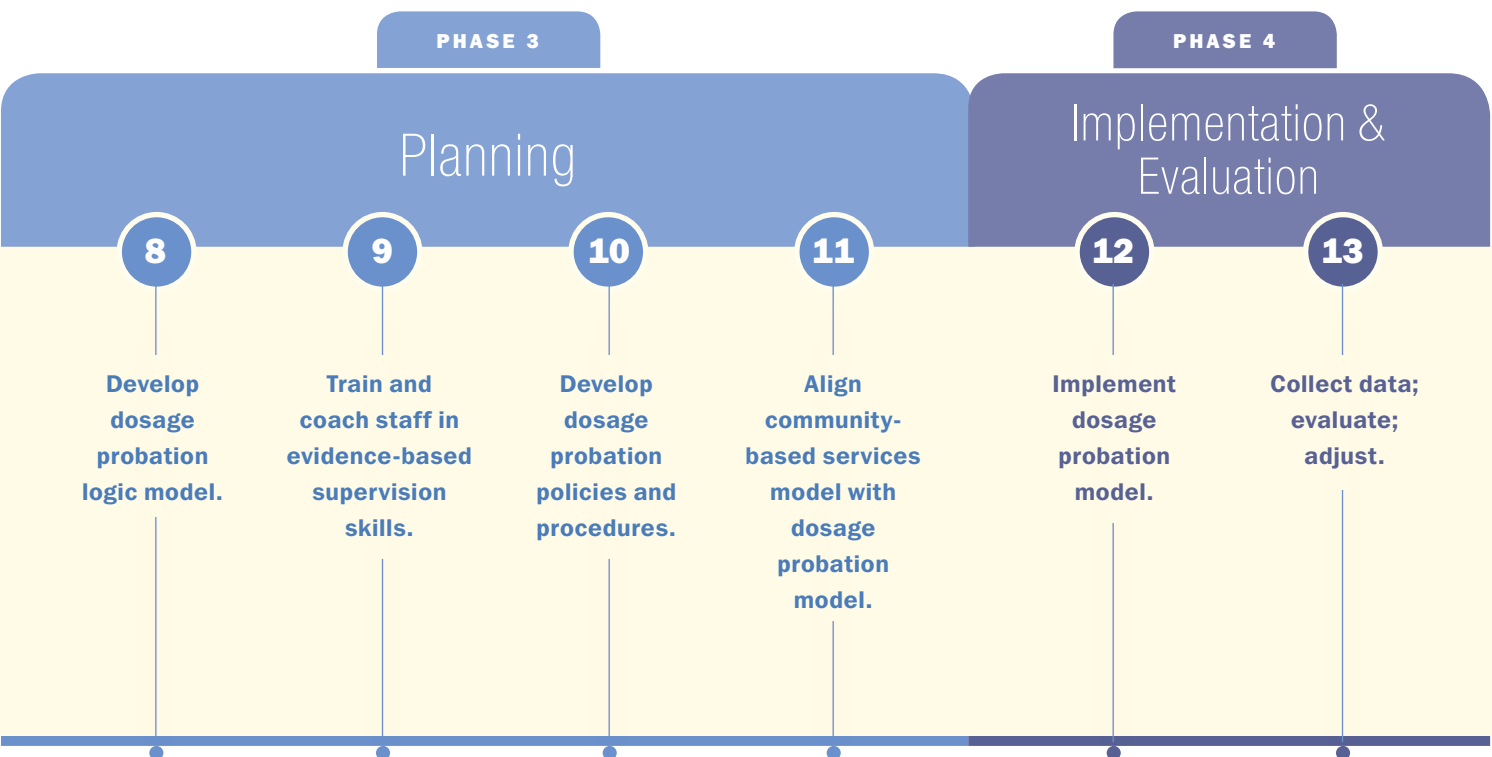 PHASE 3
Planning
8
Develop
dosage
probation
logic model.
9
Train and
coach staff in
evidence-based
supervision
skills.
10
Develop
dosage
probation
policies and
procedures.
11
Align
community-
based services
model with
dosage
probation
model.
PHASE 4
Implementation &
Evaluation
12
Implement
dosage
probation
model.
13
Collect data;
evaluate;
adjust.